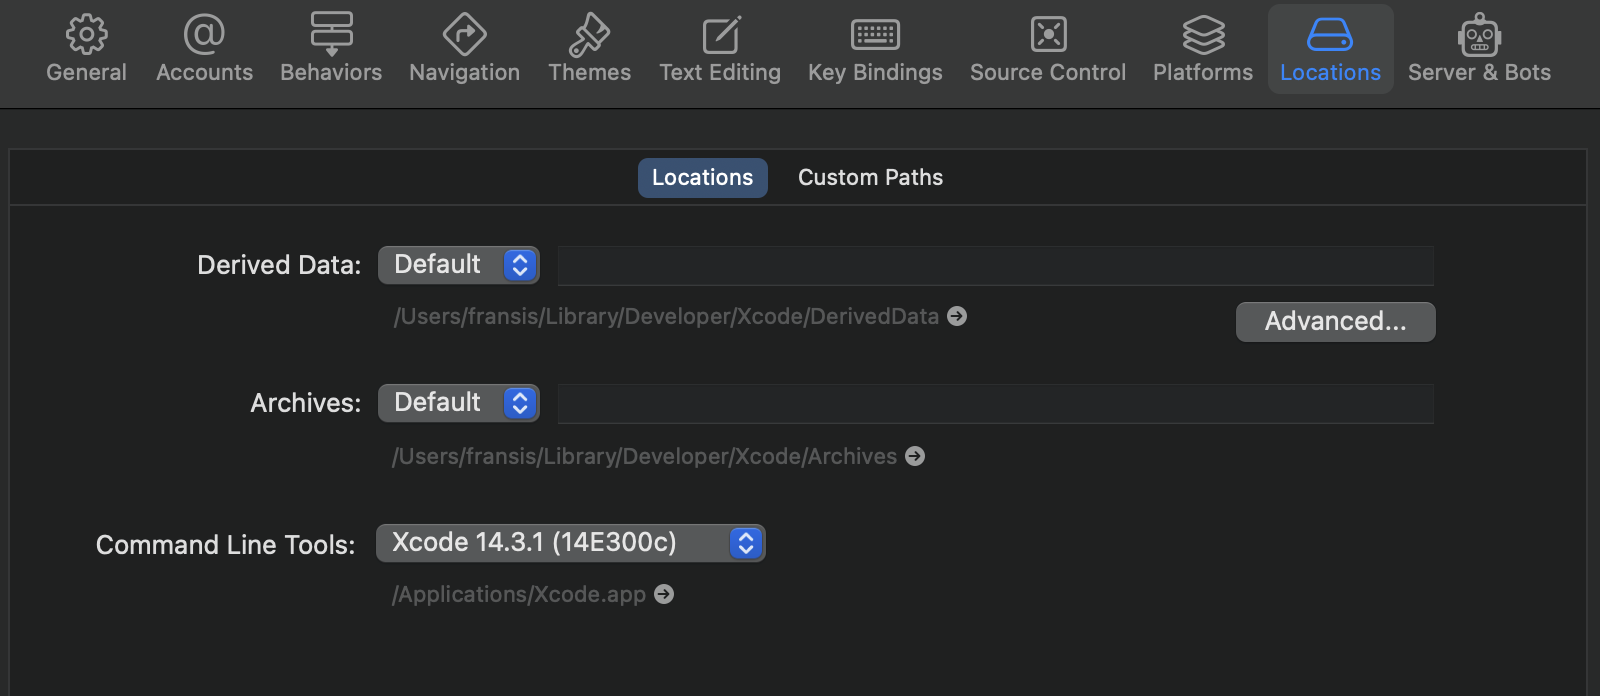 General Accounts Behaviors Navigation Themes Text Editing Key Bindings Source Control Platforms Locations Server & Bots
Locations Custom Paths
Derived Data: Default
/Users/fransis/Library/Developer/Xcode/DerivedData
Advanced...
Archives: Default
/Users/fransis/Library/Developer/Xcode/Archives
Command Line Tools: Xcode 14.3.1 (14E300c)
/Applications/Xcode.app